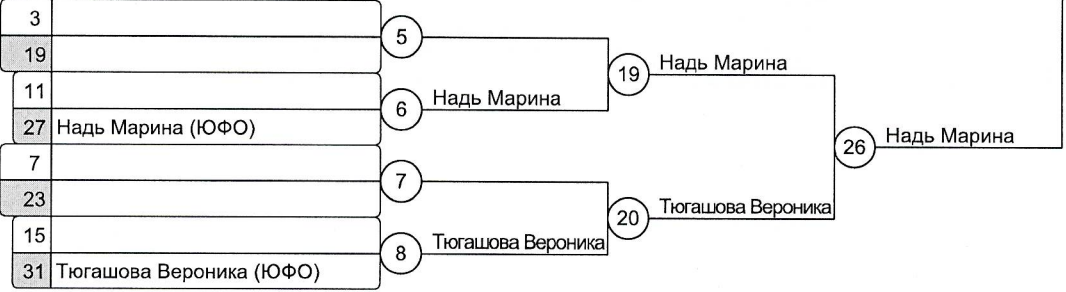 3
5
19
19 Надь Марина
11
6 Надь Марина
27 Надь Марина (ЮФО)
26 Надь Марина
7
7
23
20 Тюгашова Вероника
15
8 Тюгашова Вероника
31 Тюгашова Вероника (ЮФО)